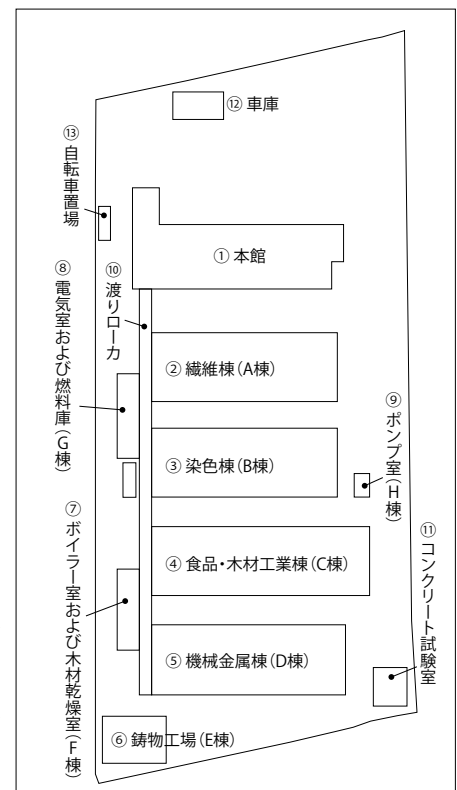 ⑫ 車庫
⑬ 自転車置場
① 本館
⑧ 電気室および燃料庫(G棟)
⑩ 渡りローカ
② 繊維棟(A棟)
⑨ ポンプ室(H棟)
③ 染色棟(B棟)
⑦ ボイラー室および木材乾燥室(F棟)
⑪ コンクリート試験室
④ 食品・木材工業棟(C棟)
⑤ 機械金属棟(D棟)
⑥ 鋳物工場(E棟)